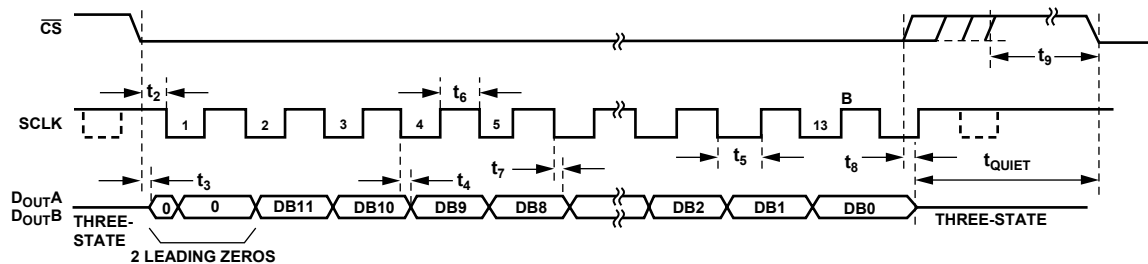 CS
t9
t2
t6
B
SCLK
1
2
3
4
5
13
t5
t8
tQUIET
t3
t4
t7
DOUTA
DOUTB
0
0
DB11
DB10
DB9
DB8
DB2
DB1
DB0
THREE-
STATE
THREE-STATE
2 LEADING ZEROS